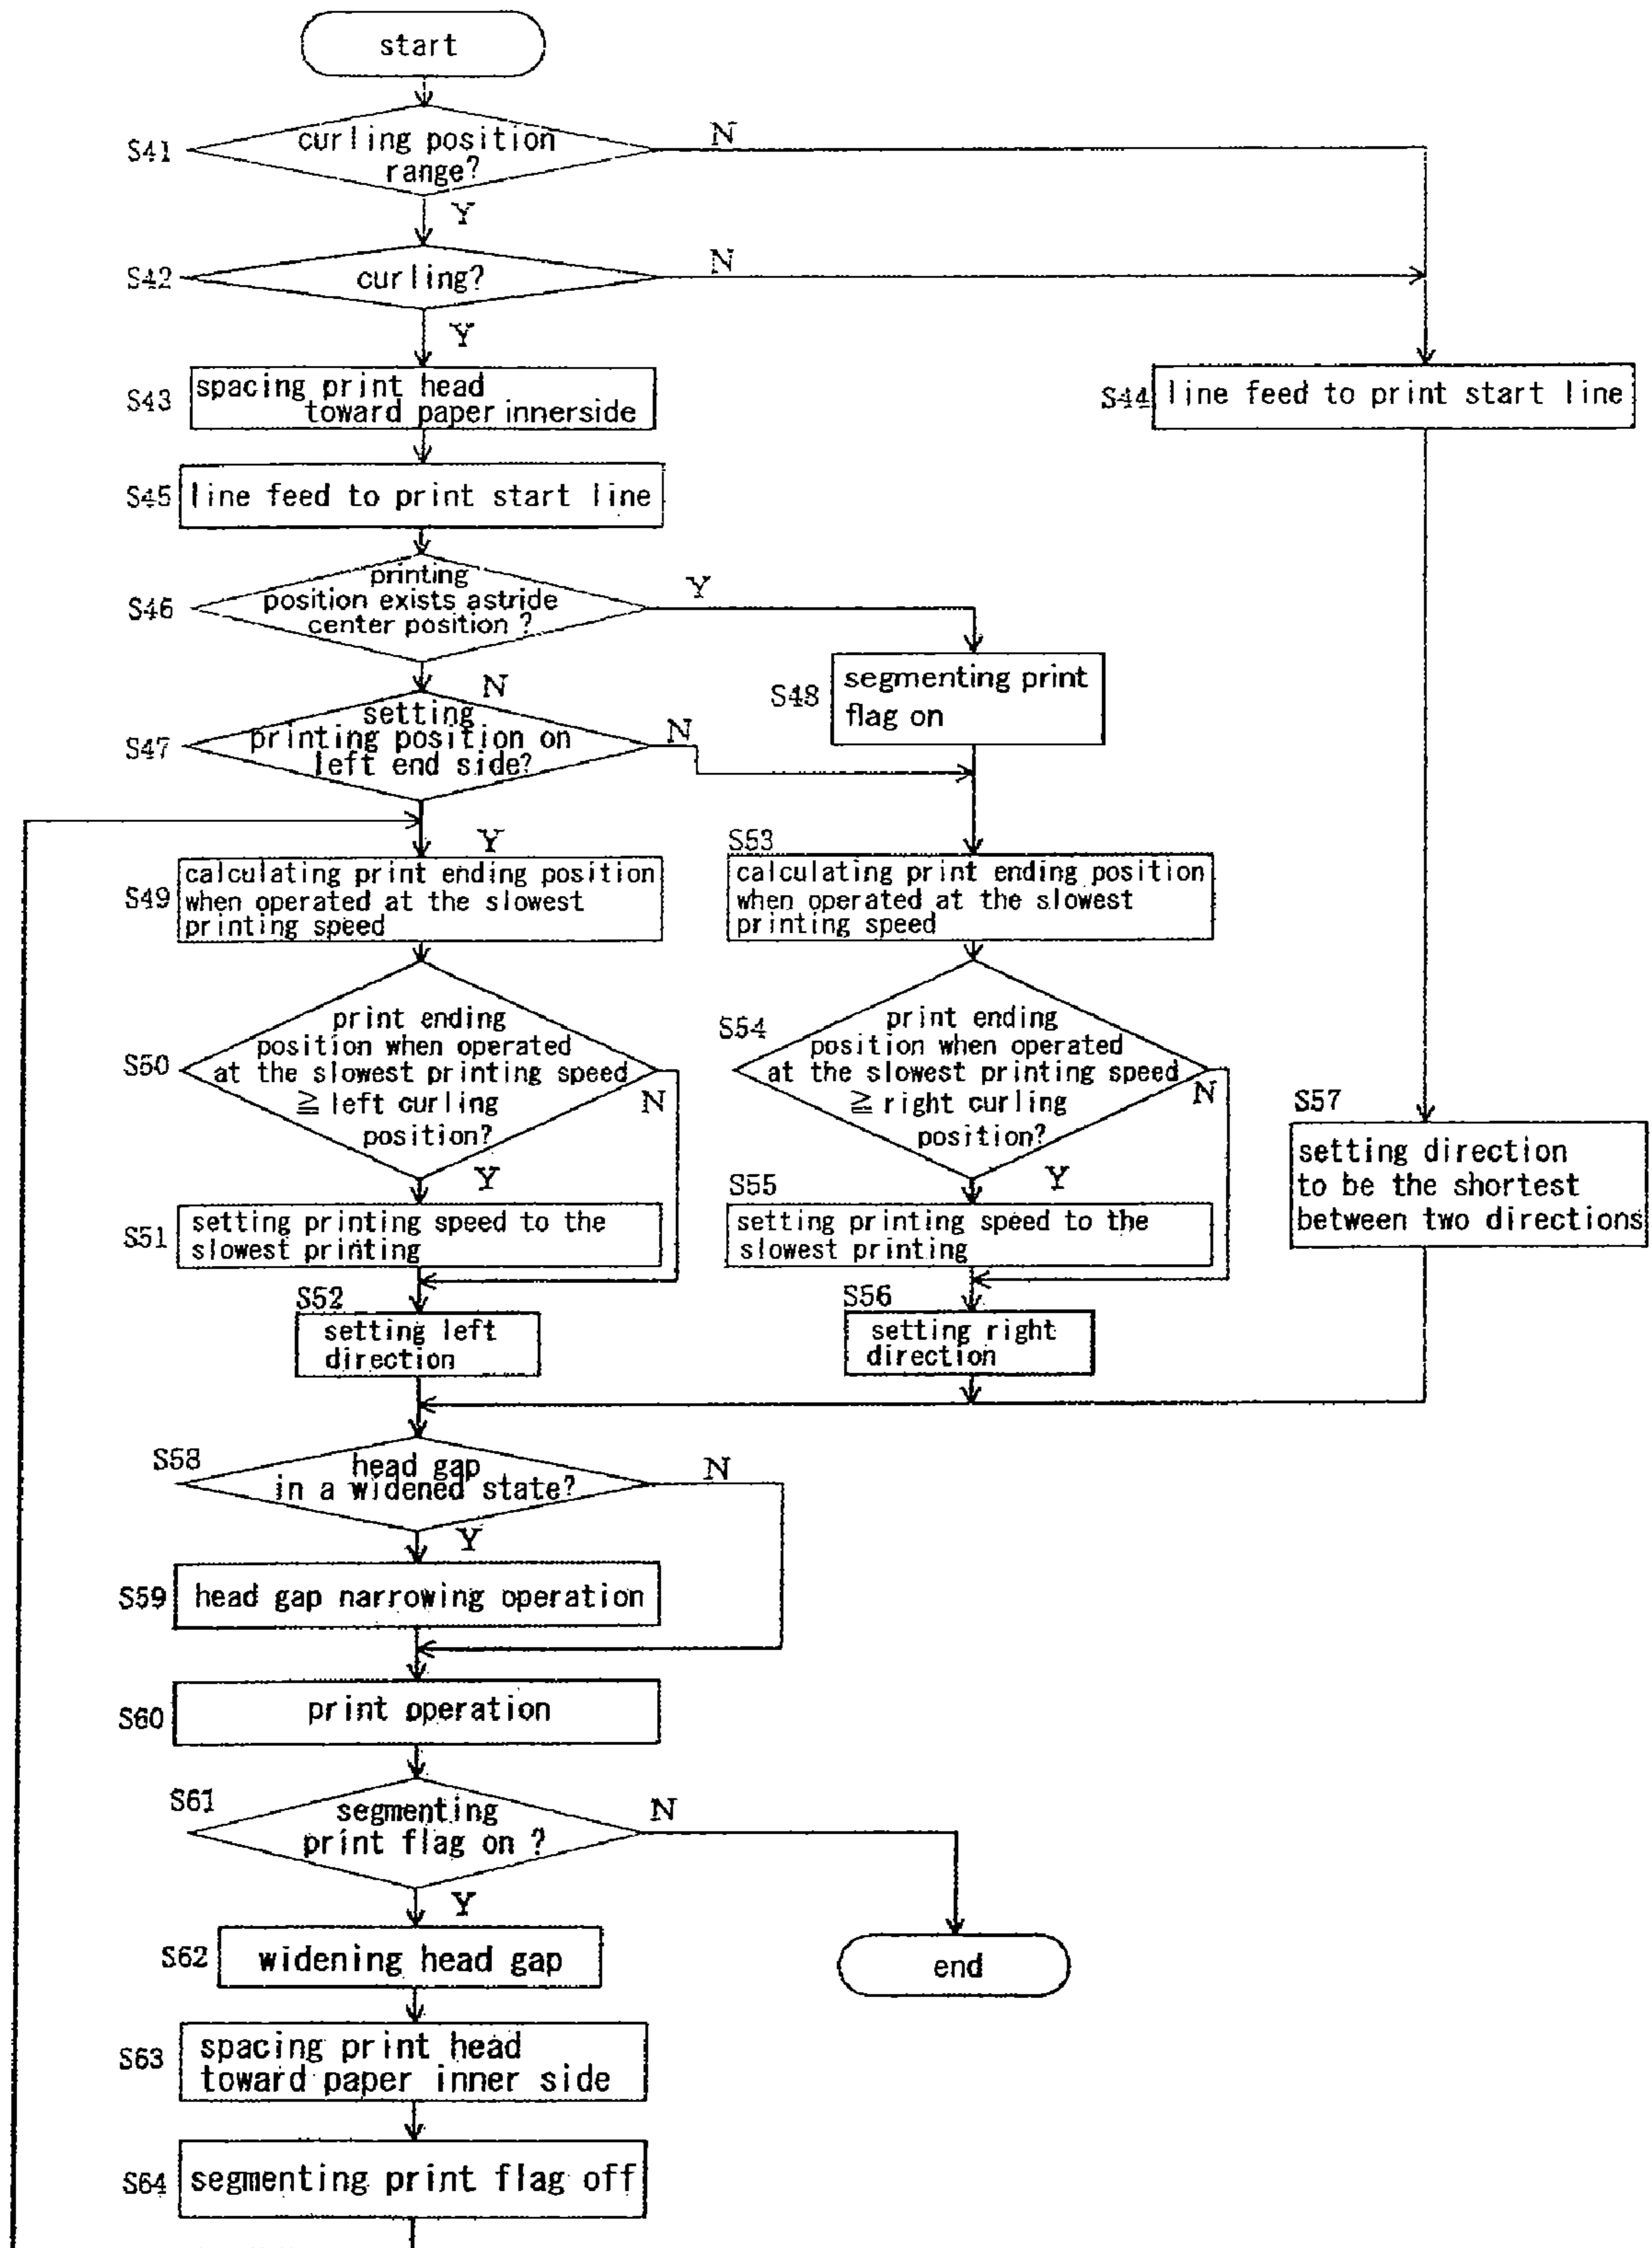 start
S41
curling position
range?
N
Y
S42
curling?
N
Y
S43
spacing print head
toward paper innerside
S44
line feed to print start line
S45
line feed to print start line
S46
printing
position exists astride
center position ?
Y
N
S48
segmenting print
flag on
S47
setting
printing position on
left end side?
N
Y
S49
calculating print ending position
when operated at the slowest
printing speed
S53
calculating print ending position
when operated at the slowest
printing speed
S50
print ending
position when operated
at the slowest printing speed
≧ left curling
position?
N
Y
S54
print ending
position when operated
at the slowest printing speed
≧ right curling
position?
N
Y
S57
setting direction
to be the shortest
between two directions
S51
setting printing speed to the
slowest printing
S55
setting printing speed to the
slowest printing
S52
setting left
direction
S56
setting right
direction
S58
head gap
in a widened state?
N
Y
S59
head gap narrowing operation
S60
print operation
S61
segmenting
print flag on ?
N
Y
S62
widening head gap
end
S63
spacing print head
toward paper inner side
S64
segmenting print flag off